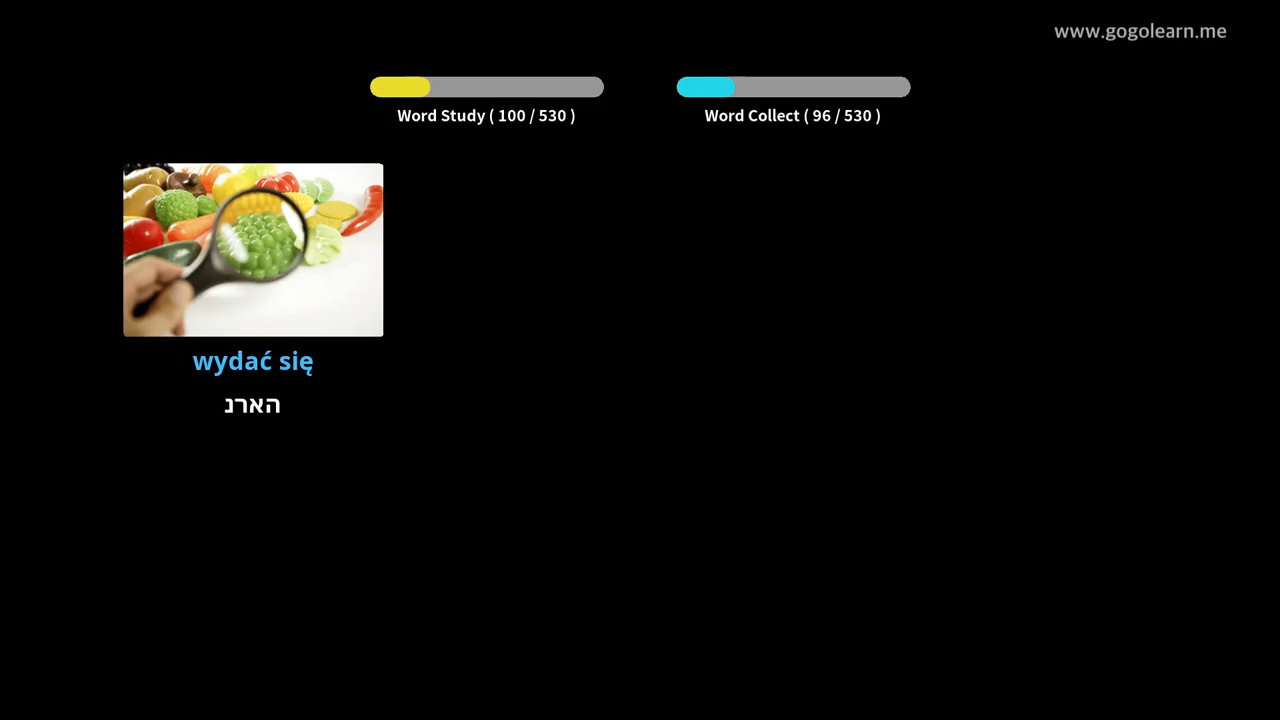 www.gogolearn.me
Word Study ( 100 / 530 )
Word Collect ( 96 / 530 )
wydać się
הארנ